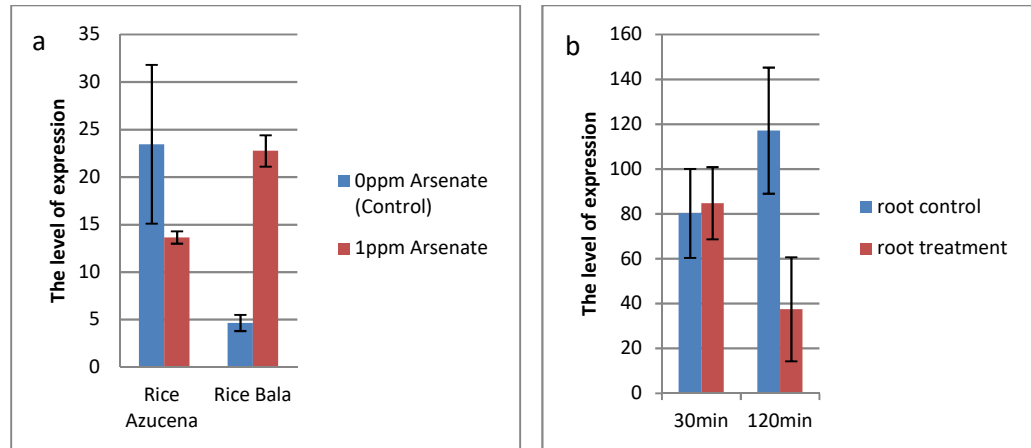 a
The level of expression
35
30
25
20
15
10
5
0
Rice
Azucena
Rice Bala
0ppm Arsenate
(Control)
1ppm Arsenate
b
The level of expression
160
140
120
100
80
60
40
20
0
30min
120min
root control
root treatment